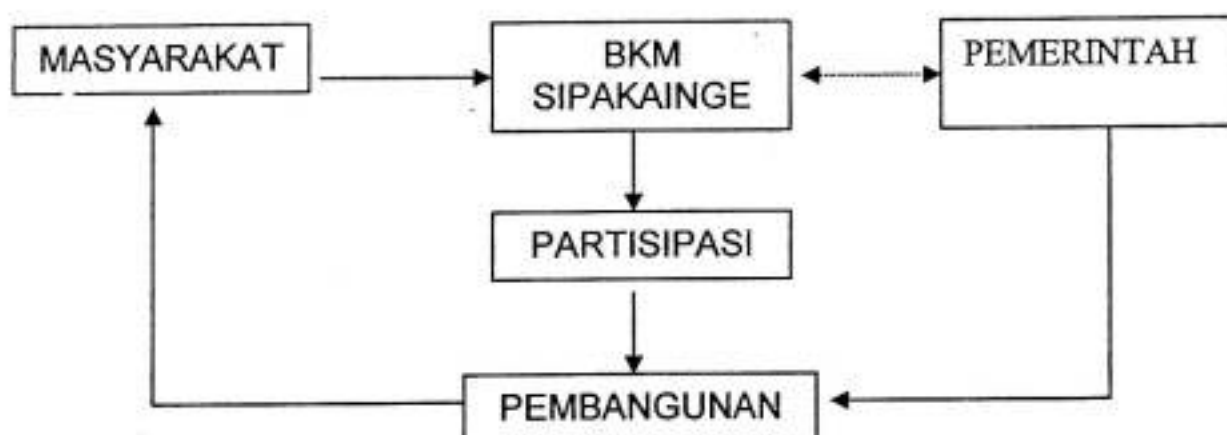 MASYARAKAT
BKM
SIPAKAINGE
PEMERINTAH
PARTISIPASI
PEMBANGUNAN